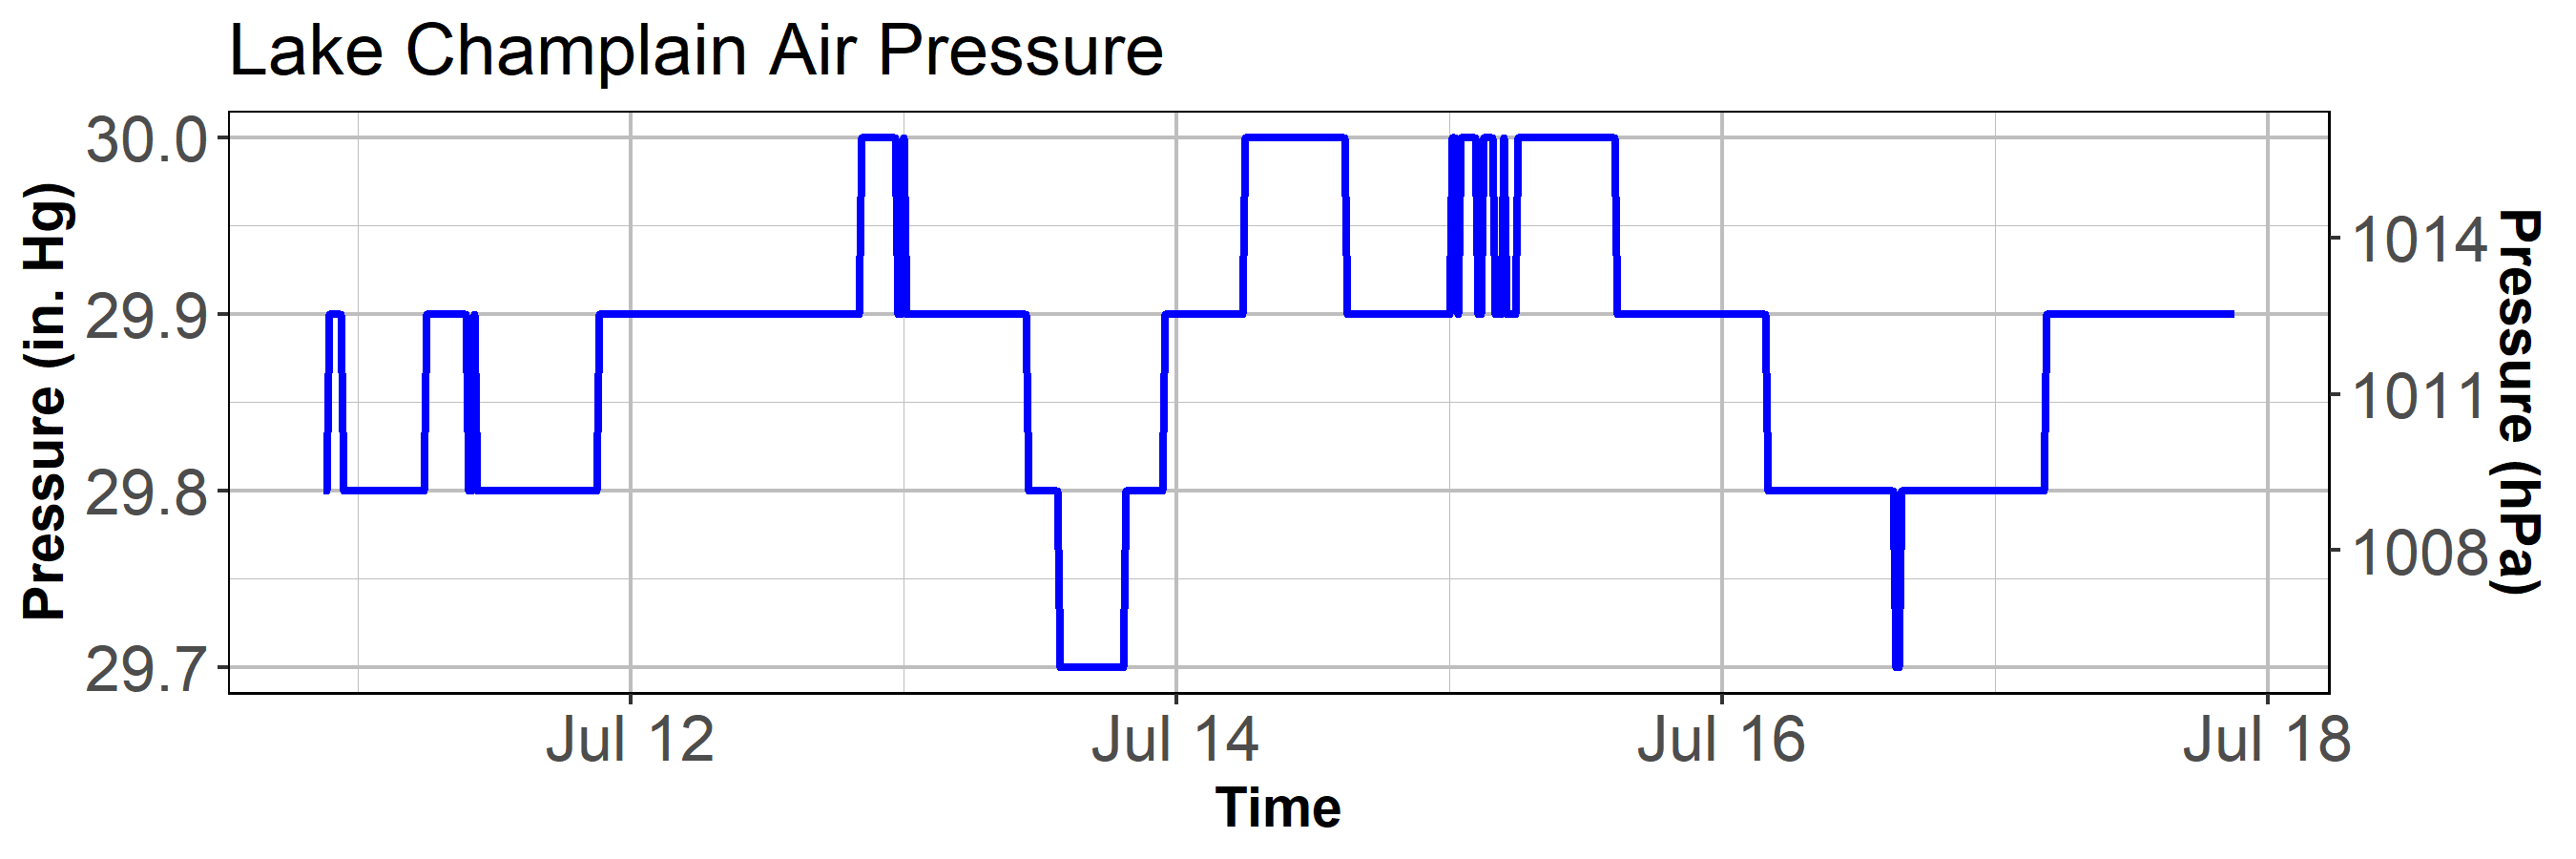 Lake Champlain Air Pressure
Pressure (in. Hg)
30.0
29.9
29.8
29.7
1014
1011
1008
Pressure (hPa)
Jul 12
Jul 14
Jul 16
Jul 18
Time